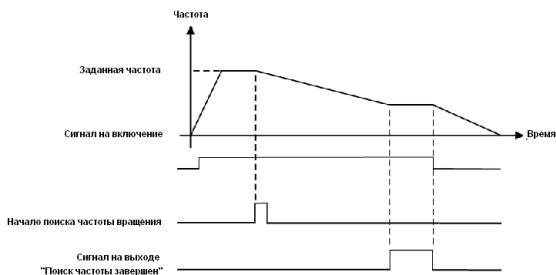 Частота
Заданная частота
Сигнал на включение
Время
Начало поиска частоты вращения
Сигнал на выходе
"Поиск частоты завершен"